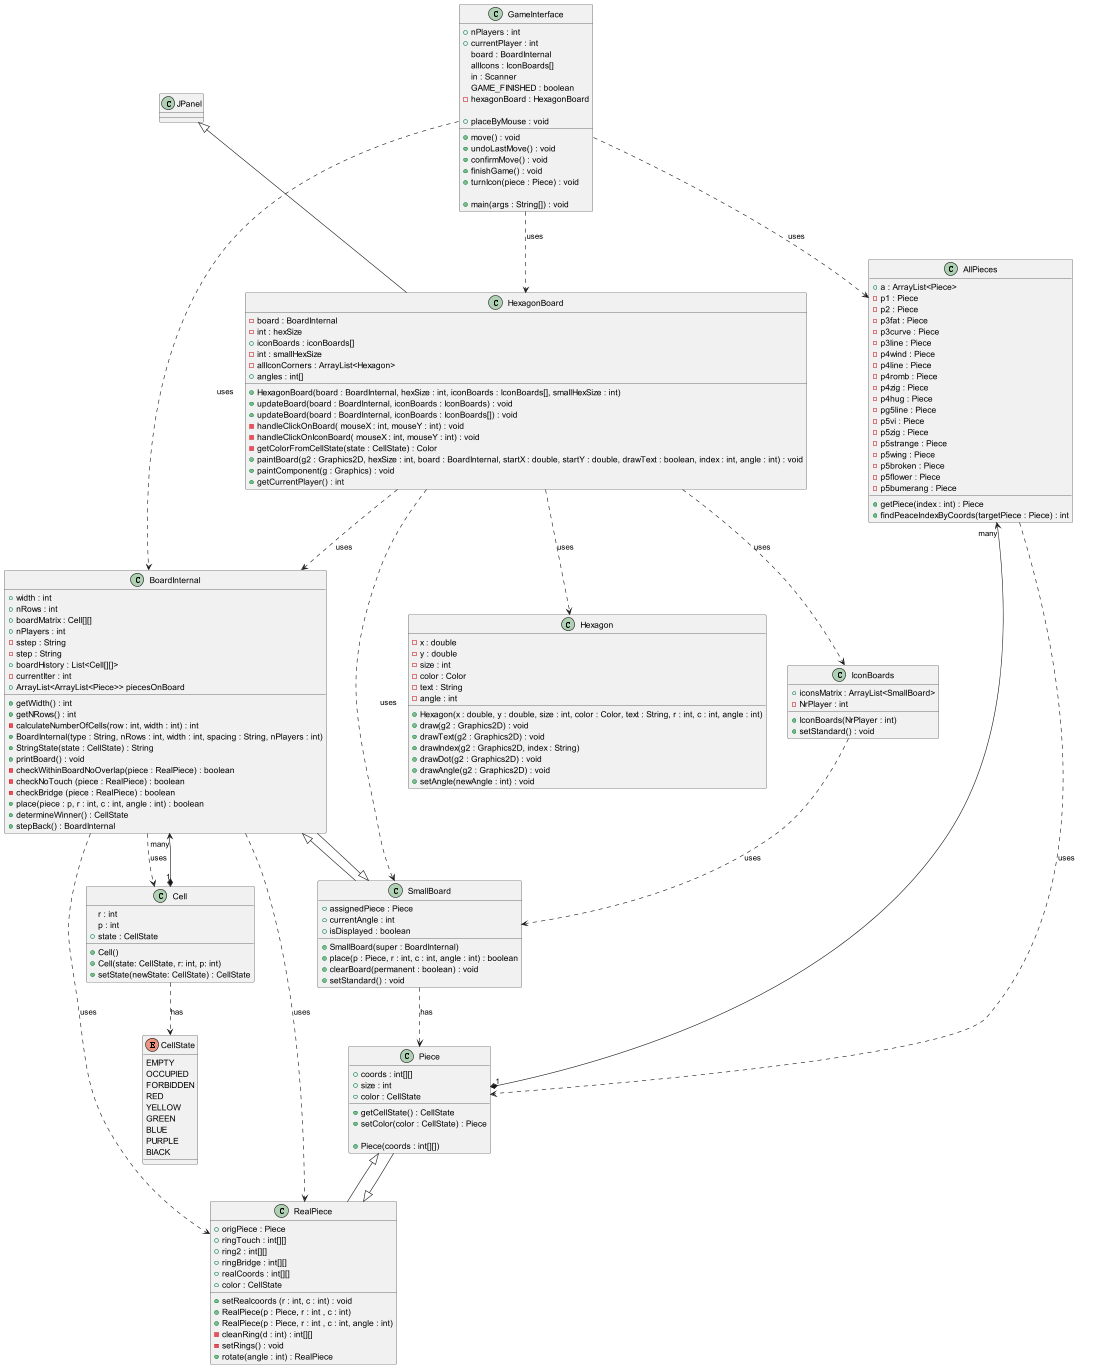 GameInterface
nPlayers : int
currentPlayer : int
board : BoardInternal
allIcons : IconBoards[]
in : Scanner
GAME_FINISHED : boolean
hexagonBoard : HexagonBoard
placeByMouse : void
move() : void
undoLastMove() : void
confirmMove() : void
finishGame() : void
turnIcon(piece : Piece) : void
main(args : String[]) : void
JPanel
uses
uses
uses
AllPieces
a : ArrayList<Piece>
p1 : Piece
p2 : Piece
p3fat : Piece
p3curve : Piece
p3line : Piece
p4wind : Piece
p4line : Piece
p4romb : Piece
p4zig : Piece
p4hug : Piece
pg5line : Piece
p5vi : Piece
p5zig : Piece
p5strange : Piece
p5wing : Piece
p5broken : Piece
p5flower : Piece
p5bumerang : Piece
getPiece(index : int) : Piece
findPeaceIndexByCoords(targetPiece : Piece) : int
HexagonBoard
board : BoardInternal
int : hexSize
iconBoards : iconBoards[]
int : smallHexSize
allIconCorners : ArrayList<Hexagon>
angles : int[]
HexagonBoard(board : BoardInternal, hexSize : int, iconBoards : IconBoards[], smallHexSize : int)
updateBoard(board : BoardInternal, iconBoards : IconBoards) : void
updateBoard(board : BoardInternal, iconBoards : IconBoards[]) : void
handleClickOnBoard( mouseX : int, mouseY : int) : void
handleClickOnIconBoard( mouseX : int, mouseY : int) : void
getColorFromCellState(state : CellState) : Color
paintBoard(g2 : Graphics2D, hexSize : int, board : BoardInternal, startX : double, startY : double, drawText : boolean, index : int, angle : int) : void
paintComponent(g : Graphics) : void
getCurrentPlayer() : int
many
uses
uses
uses
uses
uses
BoardInternal
width : int
nRows : int
boardMatrix : Cell[][]
nPlayers : int
sstep : String
step : String
boardHistory : List<Cell[][]>
currentIter : int
ArrayList<ArrayList<Piece>> piecesOnBoard
getWidth() : int
getNRows() : int
calculateNumberOfCells(row : int, width : int) : int
BoardInternal(type : String, nRows : int, width : int, spacing : String, nPlayers : int)
StringState(state : CellState) : String
printBoard() : void
checkWithinBoardNoOverlap(piece : RealPiece) : boolean
checkNoTouch (piece : RealPiece) : boolean
checkBridge (piece : RealPiece) : boolean
place(piece : p, r : int, c : int, angle : int) : boolean
determineWinner() : CellState
stepBack() : BoardInternal
Hexagon
x : double
y : double
size : int
color : Color
text : String
angle : int
Hexagon(x : double, y : double, size : int, color : Color, text : String, r : int, c : int, angle : int)
draw(g2 : Graphics2D) : void
drawText(g2 : Graphics2D) : void
drawIndex(g2 : Graphics2D, index : String)
drawDot(g2 : Graphics2D) : void
drawAngle(g2 : Graphics2D) : void
setAngle(newAngle : int) : void
IconBoards
iconsMatrix : ArrayList<SmallBoard>
NrPlayer : int
IconBoards(NrPlayer : int)
setStandard() : void
many
uses
1
uses
Cell
r : int
p : int
state : CellState
Cell()
Cell(state: CellState, r: int, p: int)
setState(newState: CellState) : CellState
SmallBoard
assignedPiece : Piece
currentAngle : int
isDisplayed : boolean
SmallBoard(super : BoardInternal)
place(p : Piece, r : int, c : int, angle : int) : boolean
clearBoard(permanent : boolean) : void
setStandard() : void
uses
uses
has
has
CellState
EMPTY
OCCUPIED
FORBIDDEN
RED
YELLOW
GREEN
BLUE
PURPLE
BlACK
Piece
coords : int[][]
size : int
color : CellState
getCellState() : CellState
setColor(color : CellState) : Piece
Piece(coords : int[][])
1
RealPiece
origPiece : Piece
ringTouch : int[][]
ring2 : int[][]
ringBridge : int[][]
realCoords : int[][]
color : CellState
setRealcoords (r : int, c : int) : void
RealPiece(p : Piece, r : int , c : int)
RealPiece(p : Piece, r : int , c : int, angle : int)
cleanRing(d : int) : int[][]
setRings() : void
rotate(angle : int) : RealPiece